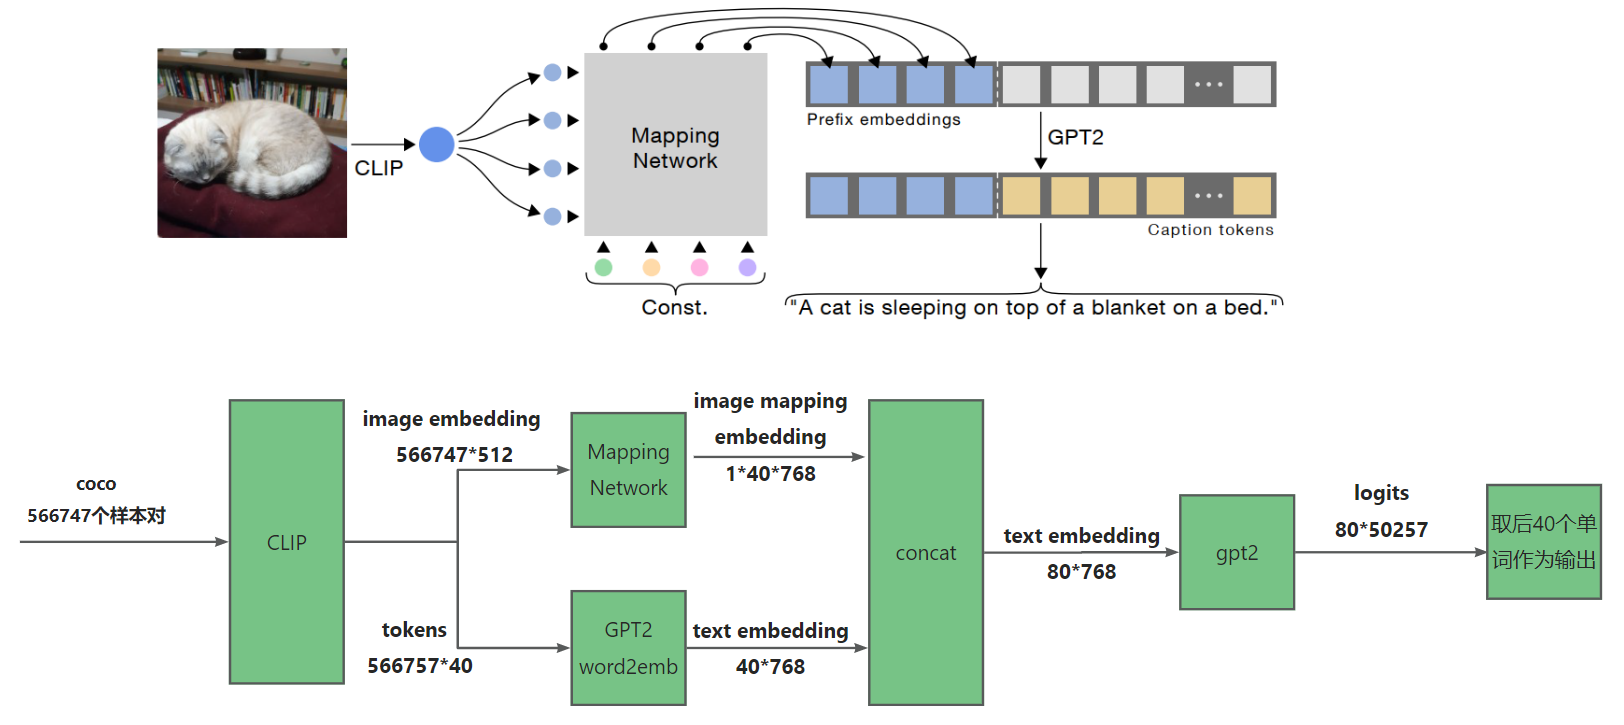 CLIP
Mapping
Network
Const.
Prefix embeddings
GPT2
Caption tokens
"A cat is sleeping on top of a blanket on a bed."
coco
566747个样本对
CLIP
image embedding
566747*512
tokens
566757*40
Mapping
Network
GPT2
word2emb
image mapping
embedding
1*40*768
text embedding
40*768
concat
text embedding
80*768
gpt2
logits
80*50257
取后40个单
词作为输出